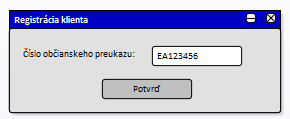 Registrácia klienta
Číslo občianskeho preukazu: EA123456
Potvrď